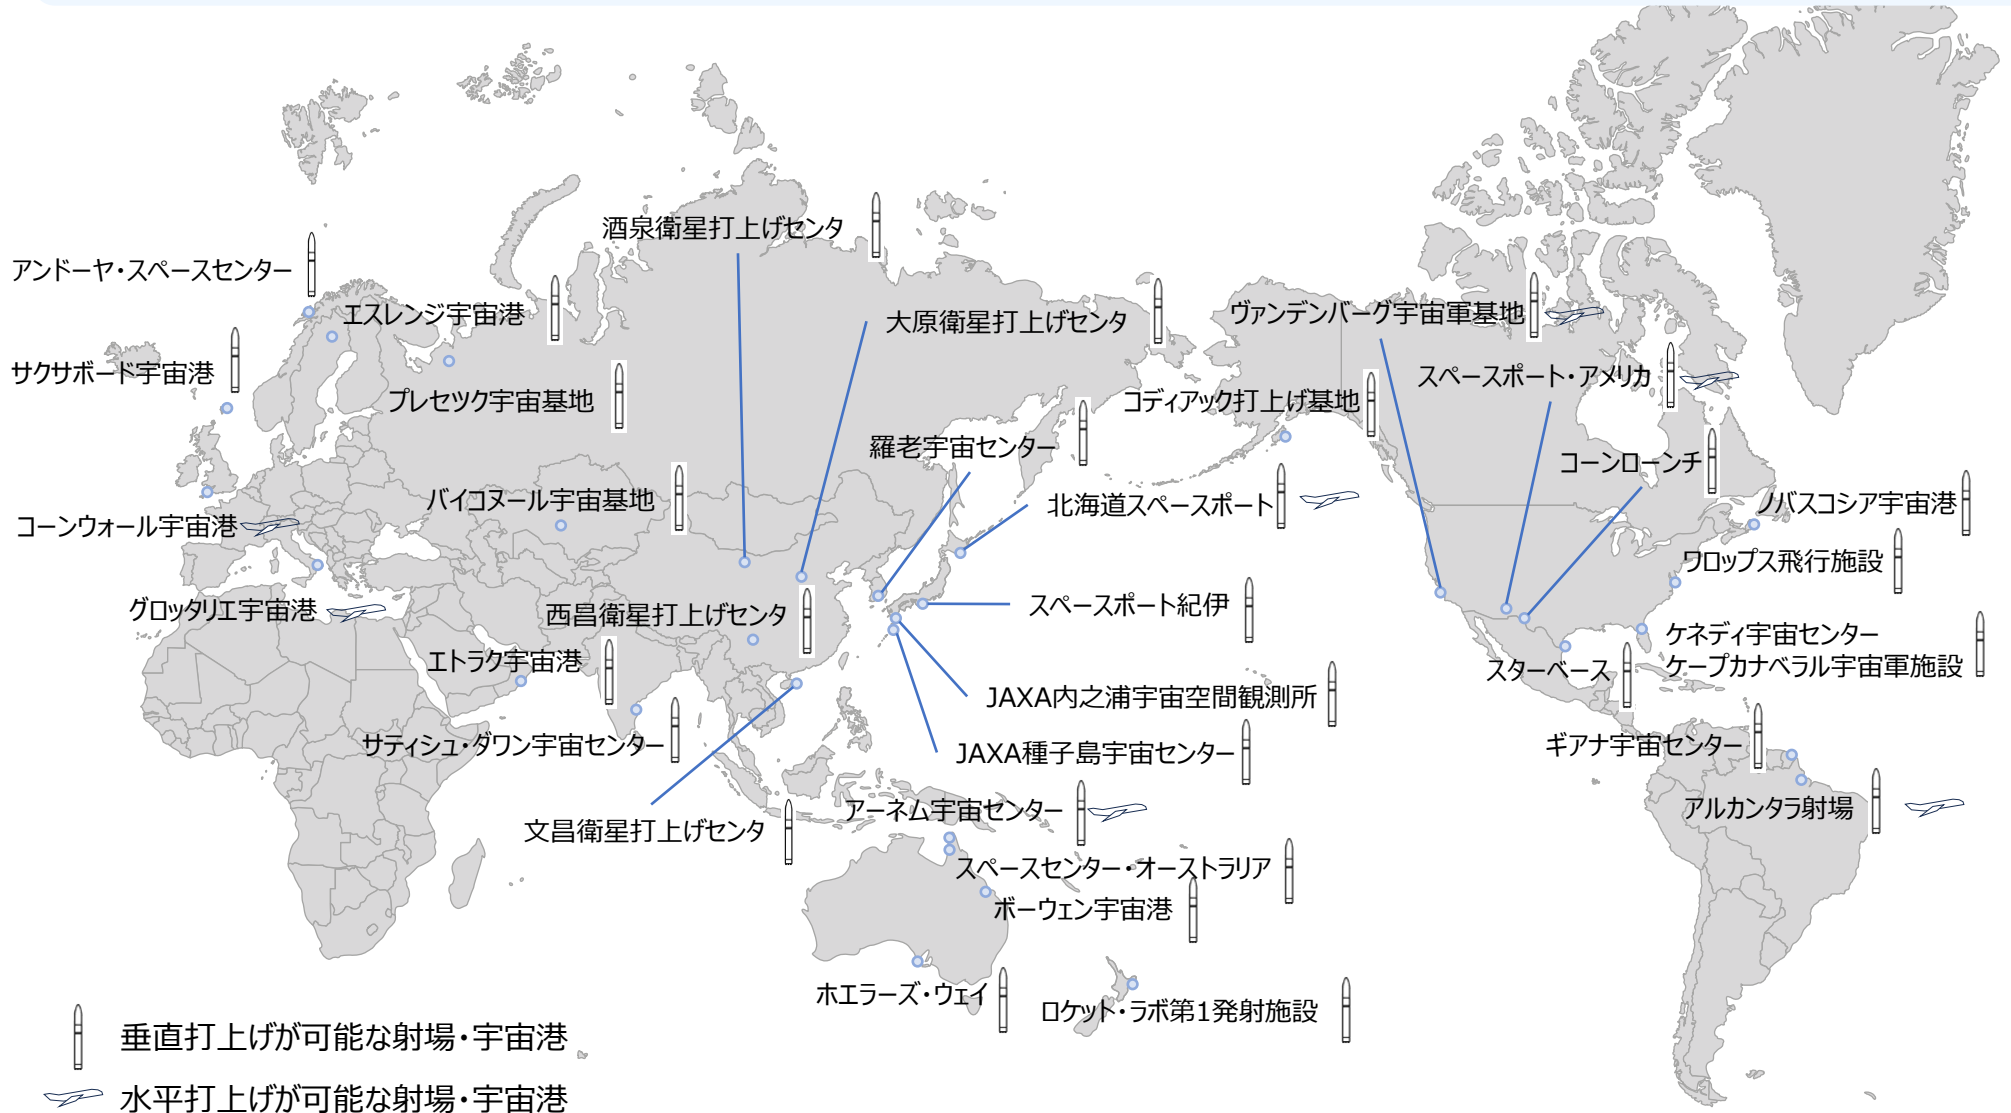 酒泉衛星打上げセンタ
アンドーヤ・スペースセンター
エスレンジ宇宙港
大原衛星打上げセンタ
ヴァンデンバーグ宇宙軍基地
サクサボード宇宙港
スペースポート・アメリカ
プレセツク宇宙基地
コディアック打上げ基地
羅老宇宙センター
コーンローンチ
バイコヌール宇宙基地
北海道スペースポート
ノバスコシア宇宙港
コーンウォール宇宙港
ワロップス飛行施設
グロッタリエ宇宙港
西昌衛星打上げセンタ
スペースポート紀伊
ケネディ宇宙センター
ケープカナベラル宇宙軍施設
エトラク宇宙港
スターベース
JAXA内之浦宇宙空間観測所
サティシュ・ダワン宇宙センター
JAXA種子島宇宙センター
ギアナ宇宙センター
アーネム宇宙センター
アルカンタラ射場
文昌衛星打上げセンタ
スペースセンター・オーストラリア
ボーウェン宇宙港
ホエラーズ・ウェイ
ロケット・ラボ第1発射施設
垂直打上げが可能な射場・宇宙港
水平打上げが可能な射場・宇宙港